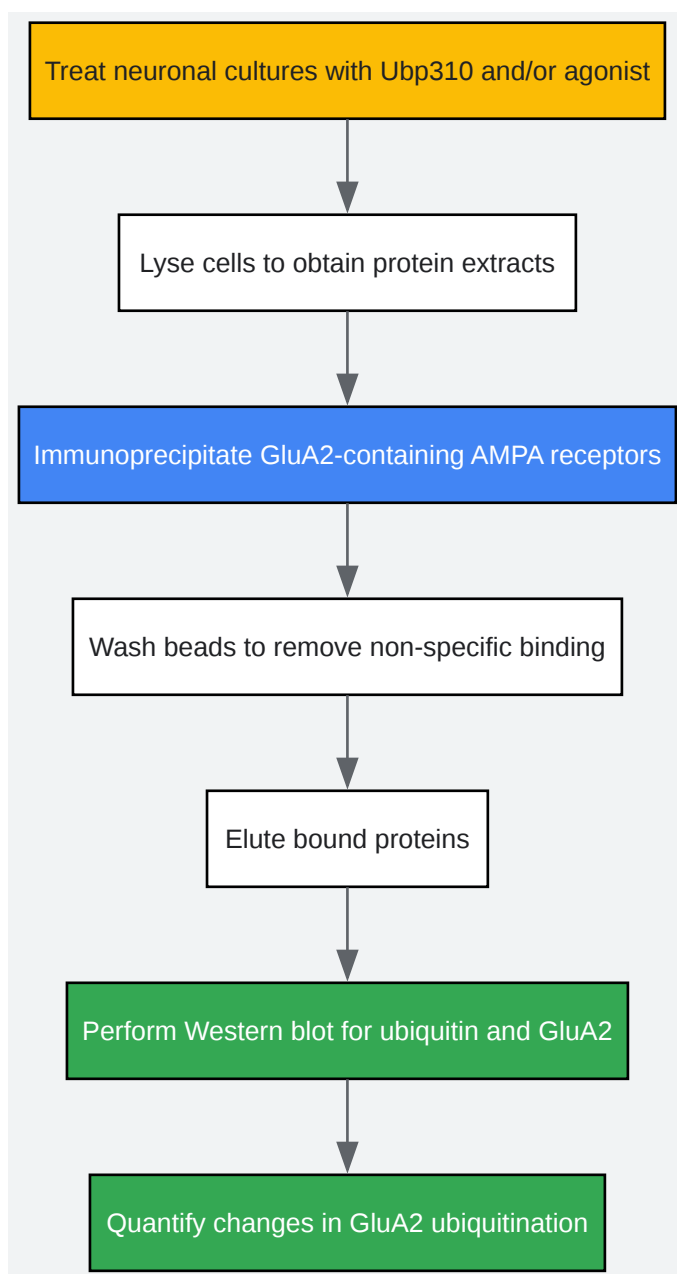 Treat neuronal cultures with Ubp310 and/or agonist
Lyse cells to obtain protein extracts
Immunoprecipitate GluA2-containing AMPA receptors
Wash beads to remove non-specific binding
Elute bound proteins
Perform Western blot for ubiquitin and GluA2
Quantify changes in GluA2 ubiquitination